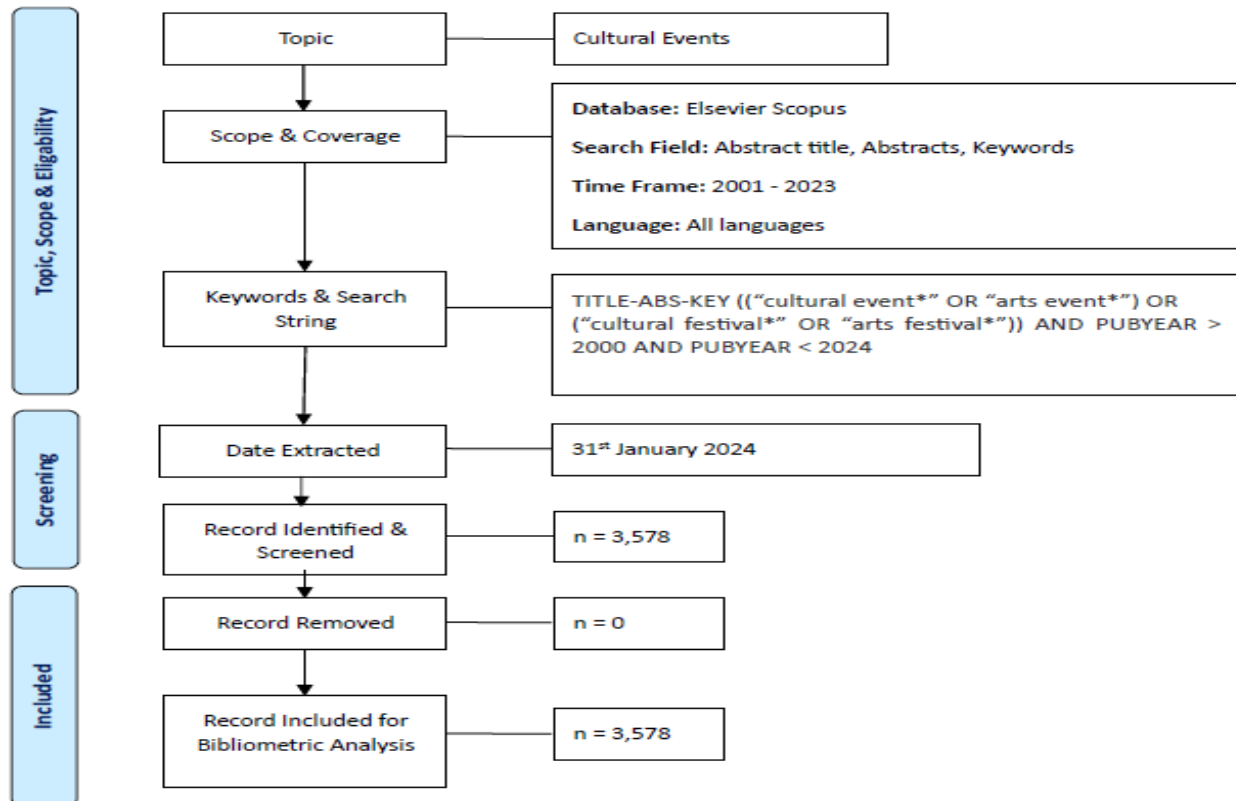 Topic, Scope & Eligability
Topic
Cultural Events
Scope & Coverage
Database: Elsevier Scopus
Search Field: Abstract title, Abstracts, Keywords
Time Frame: 2001 - 2023
Language: All languages
Keywords & Search
String
TITLE-ABS-KEY ((“cultural event*” OR “arts event*”) OR
(“cultural festival*” OR “arts festival*”)) AND PUBYEAR >
2000 AND PUBYEAR < 2024
Screening
Date Extracted
31st January 2024
Record Identified &
Screened
n = 3,578
Included
Record Removed
n = 0
Record Included for
Bibliometric Analysis
n = 3,578